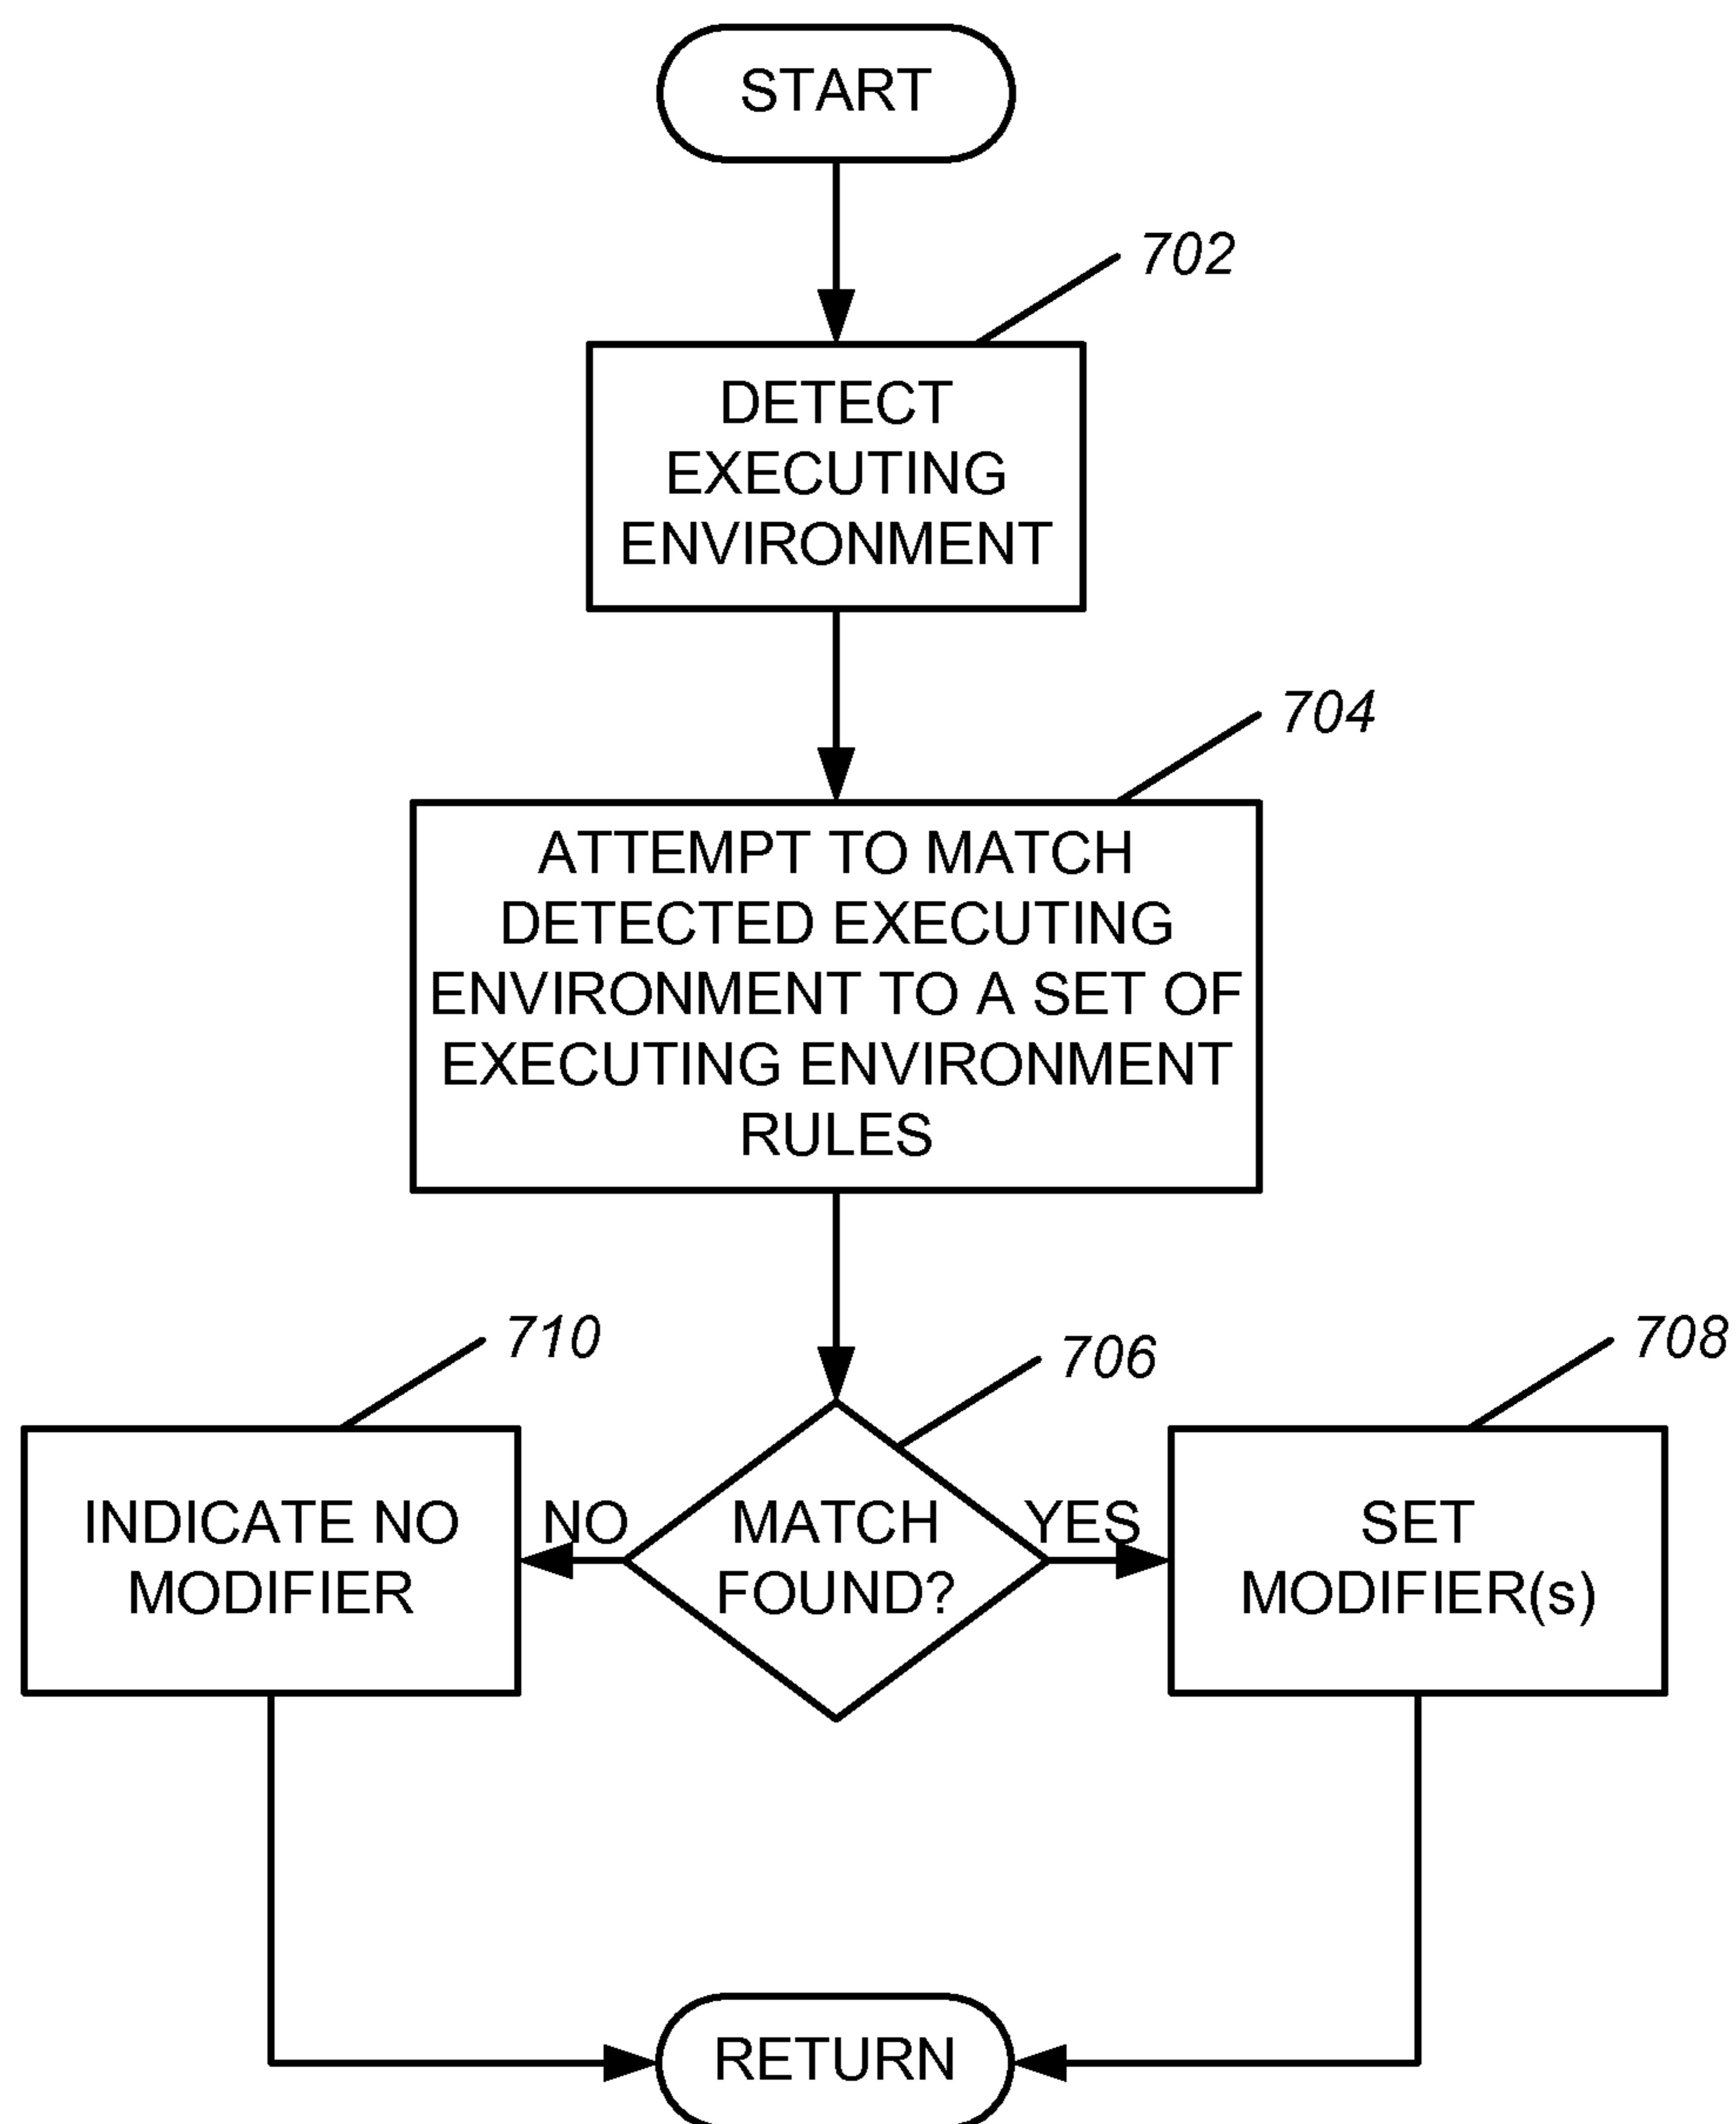 START
702
DETECT
EXECUTING
ENVIRONMENT
704
ATTEMPT TO MATCH
DETECTED EXECUTING
ENVIRONMENT TO A SET OF
EXECUTING ENVIRONMENT
RULES
710
706
708
INDICATE NO
MODIFIER
NO
MATCH
FOUND?
YES
SET
MODIFIER(s)
RETURN